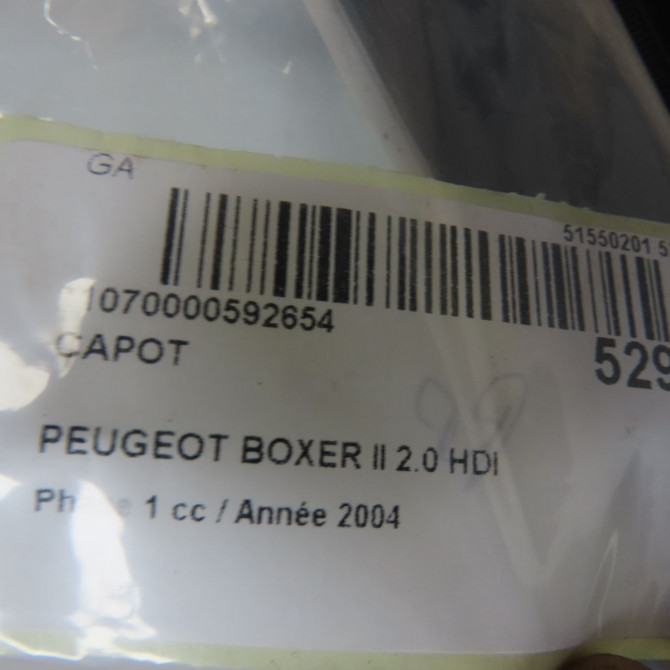 GA
51550201
1070000592654
CAPOT
529
PEUGEOT BOXER II 2.0 HDI
1 cc / Année 2004